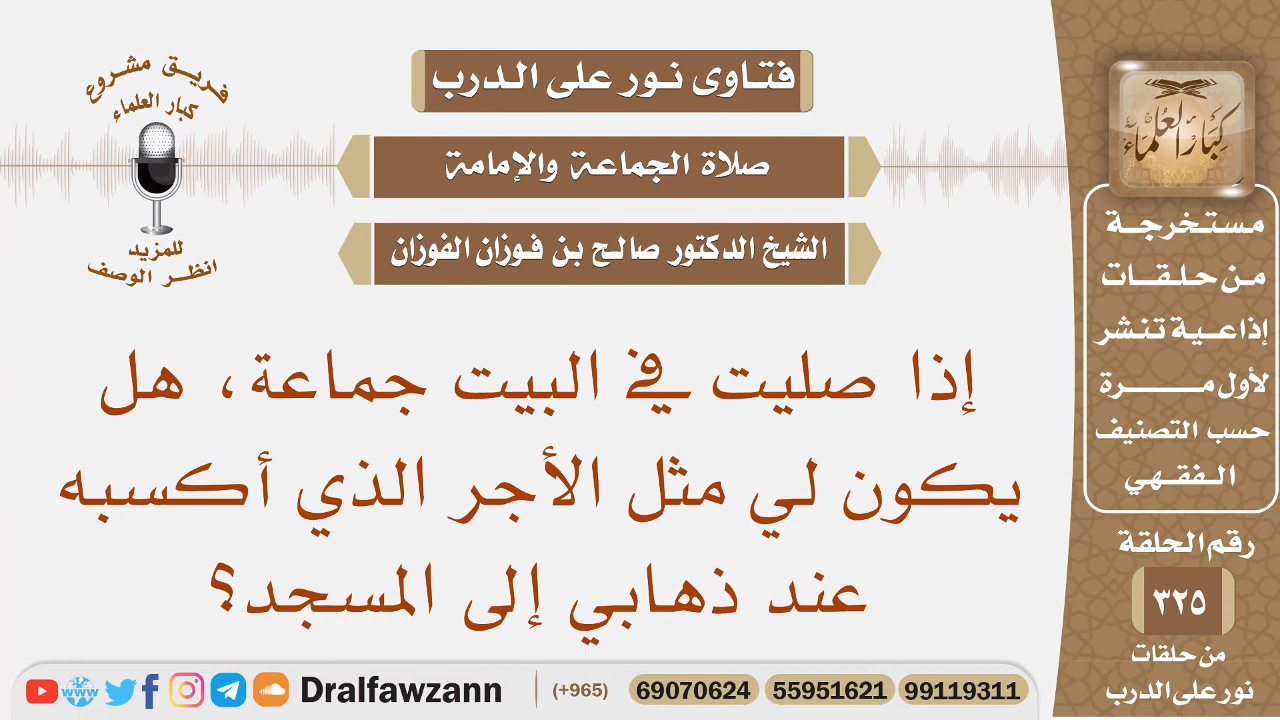 فتاوى نور على الدرب
صلاة الجماعة والإمامة
الشيخ الدكتور صالح بن فوزان الفوزان
فريق مشروع
كبار العلماء
للمزيد
انظر الوصف
إذا صليت في البيت جماعة، هل
يكون لي مثل الأجر الذي أكسبه
عند ذهابي إلى المسجد؟
كبار العلماء
مستخرجة
من حلقات
إذاعية تنشر
لأول مرة
حسب التصنيف
الفقهي
رقم الحلقة
٣٢٥
من حلقات
نور على الدرب
www Dralfawzann (+965) 69070624 55951621 99119311